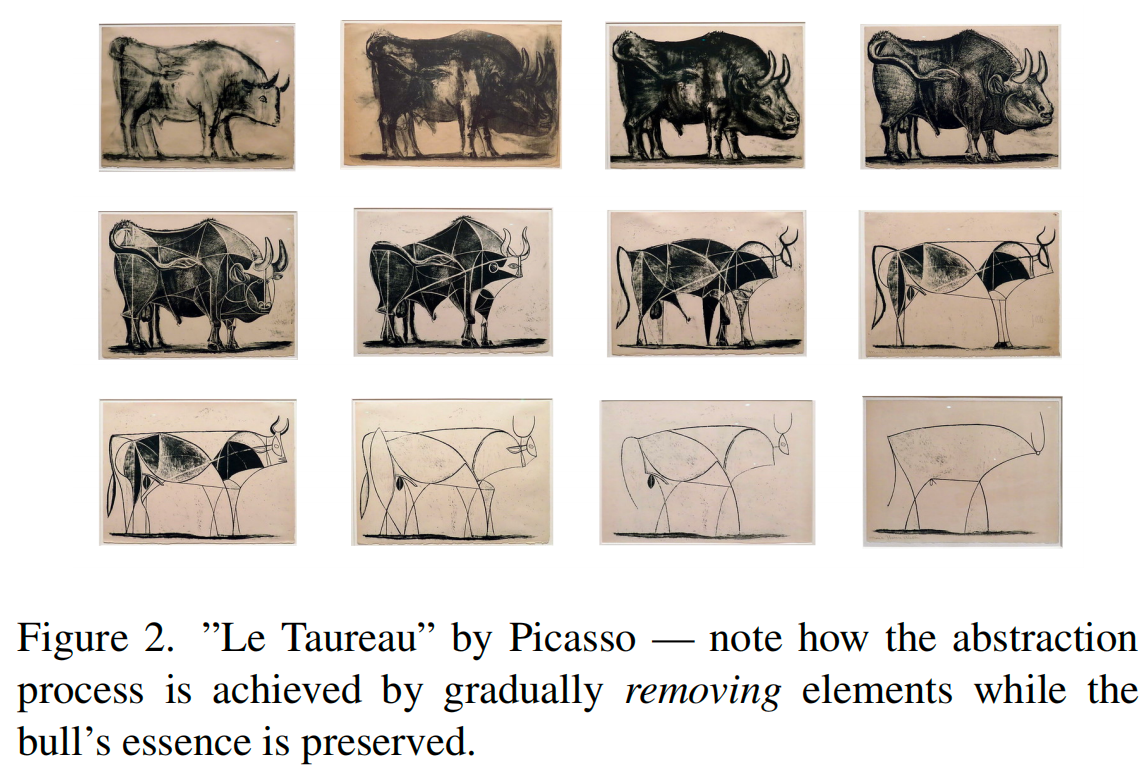 Figure 2. ”Le Taureau” by Picasso — note how the abstraction
process is achieved by gradually removing elements while the
bull’s essence is preserved.